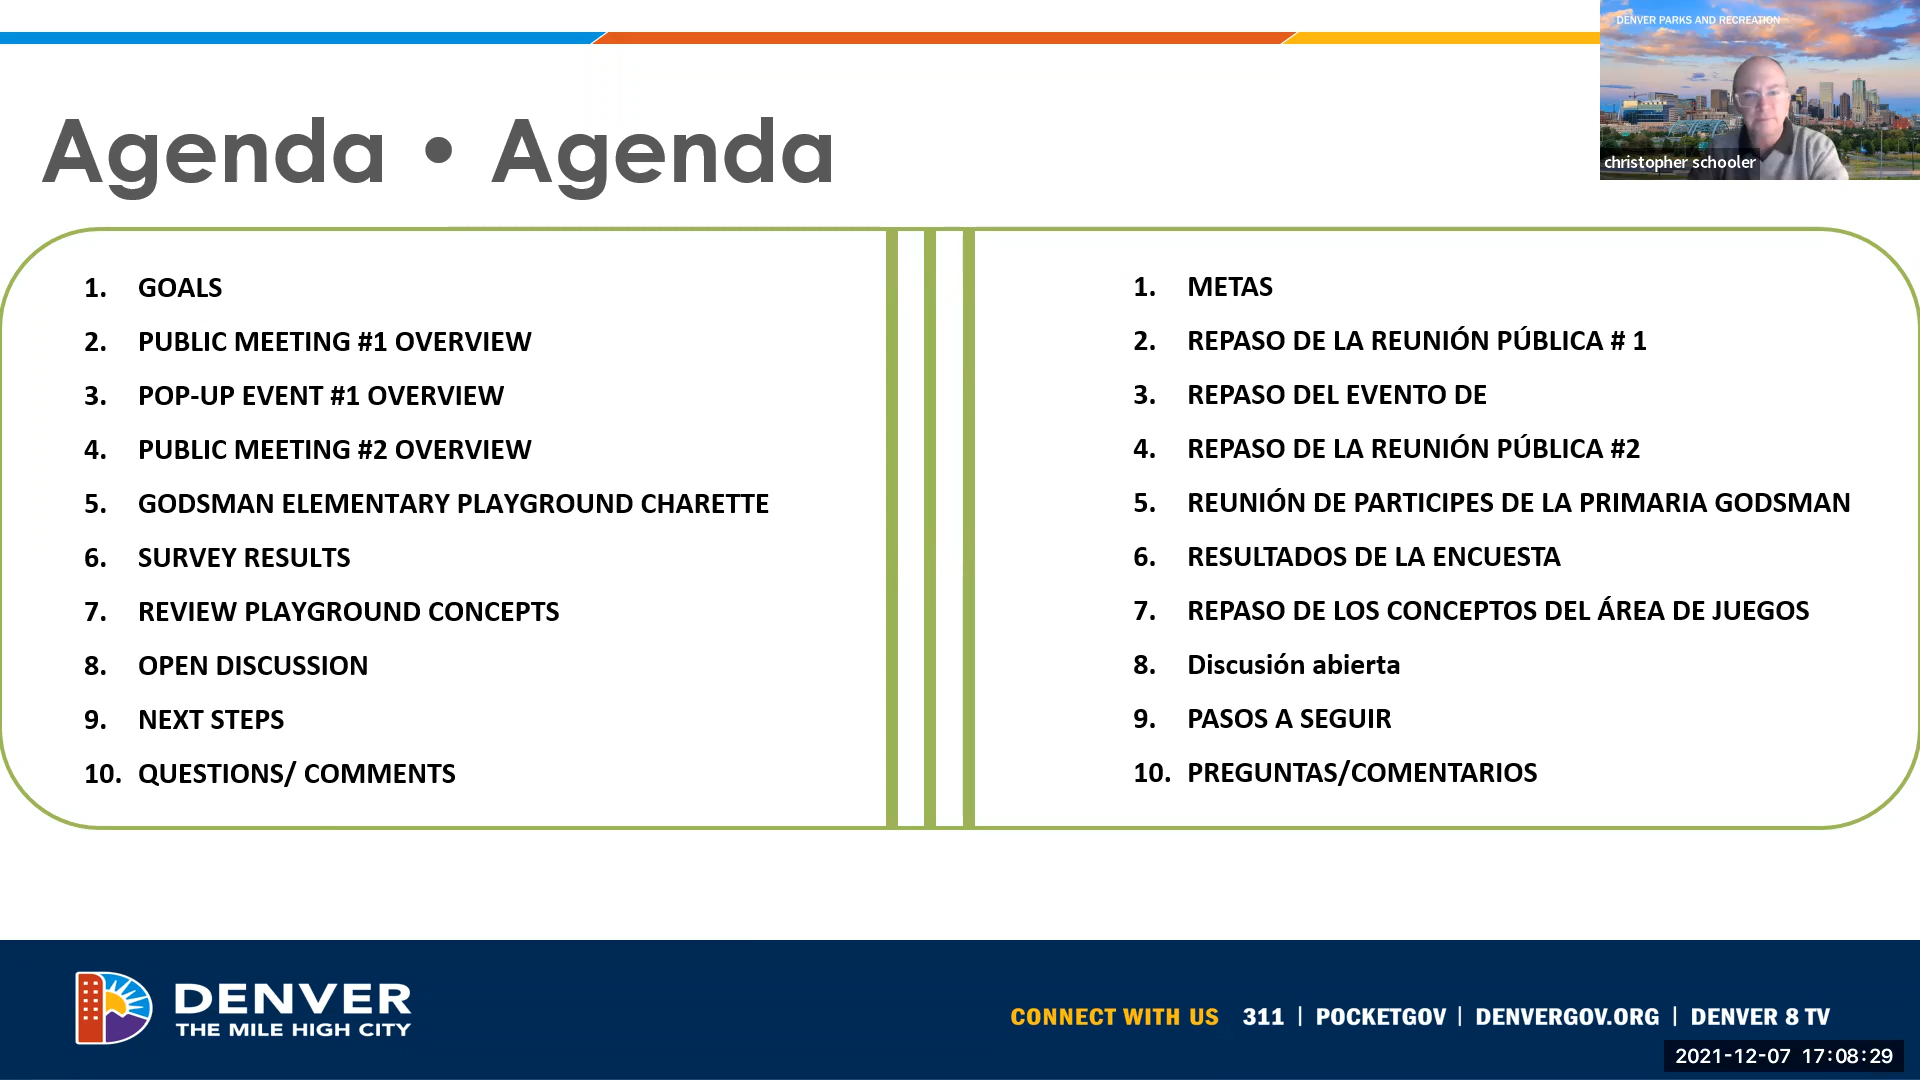 DENVER PARKS AND RECREATION
christopher schooler
Agenda • Agenda
1. GOALS
2. PUBLIC MEETING #1 OVERVIEW
3. POP-UP EVENT #1 OVERVIEW
4. PUBLIC MEETING #2 OVERVIEW
5. GODSMAN ELEMENTARY PLAYGROUND CHARETTE
6. SURVEY RESULTS
7. REVIEW PLAYGROUND CONCEPTS
8. OPEN DISCUSSION
9. NEXT STEPS
10. QUESTIONS/ COMMENTS
1. METAS
2. REPASO DE LA REUNIÓN PÚBLICA # 1
3. REPASO DEL EVENTO DE
4. REPASO DE LA REUNIÓN PÚBLICA #2
5. REUNIÓN DE PARTICIPES DE LA PRIMARIA GODSMAN
6. RESULTADOS DE LA ENCUESTA
7. REPASO DE LOS CONCEPTOS DEL ÁREA DE JUEGOS
8. Discusión abierta
9. PASOS A SEGUIR
10. PREGUNTAS/COMENTARIOS
DENVER
THE MILE HIGH CITY
CONNECT WITH US 311 | POCKETGOV | DENVERGOV.ORG | DENVER 8 TV
2021-12-07 17:08:29